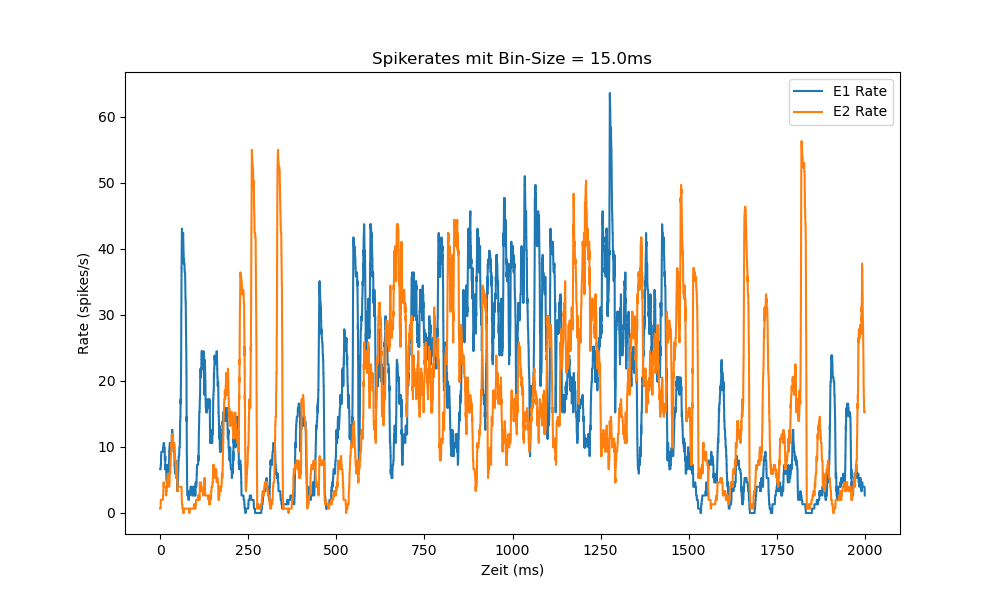 Spikerates mit Bin-Size = 15.0ms
E1 Rate
E2 Rate
Rate (spikes/s)
60
50
40
30
20
10
0
0 250 500 750 1000 1250 1500 1750 2000
Zeit (ms)